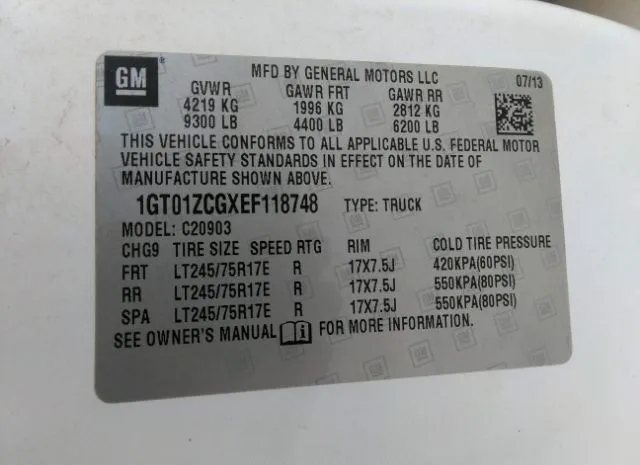 GM
MFD BY GENERAL MOTORS LLC 07/13
GVWR GAWR FRT GAWR RR
4219 KG 1996 KG 2812 KG
9300 LB 4400 LB 6200 LB
THIS VEHICLE CONFORMS TO ALL APPLICABLE U.S. FEDERAL MOTOR
VEHICLE SAFETY STANDARDS IN EFFECT ON THE DATE OF
MANUFACTURE SHOWN ABOVE.
1GT01ZCGXEF118748 TYPE: TRUCK
MODEL: C20903
CHG9 TIRE SIZE SPEED RTG RIM COLD TIRE PRESSURE
FRT LT245/75R17E R 17X7.5J 420KPA(60PSI)
RR LT245/75R17E R 17X7.5J 550KPA(80PSI)
SPA LT245/75R17E R 17X7.5J 550KPA(80PSI)
SEE OWNER'S MANUAL FOR MORE INFORMATION.